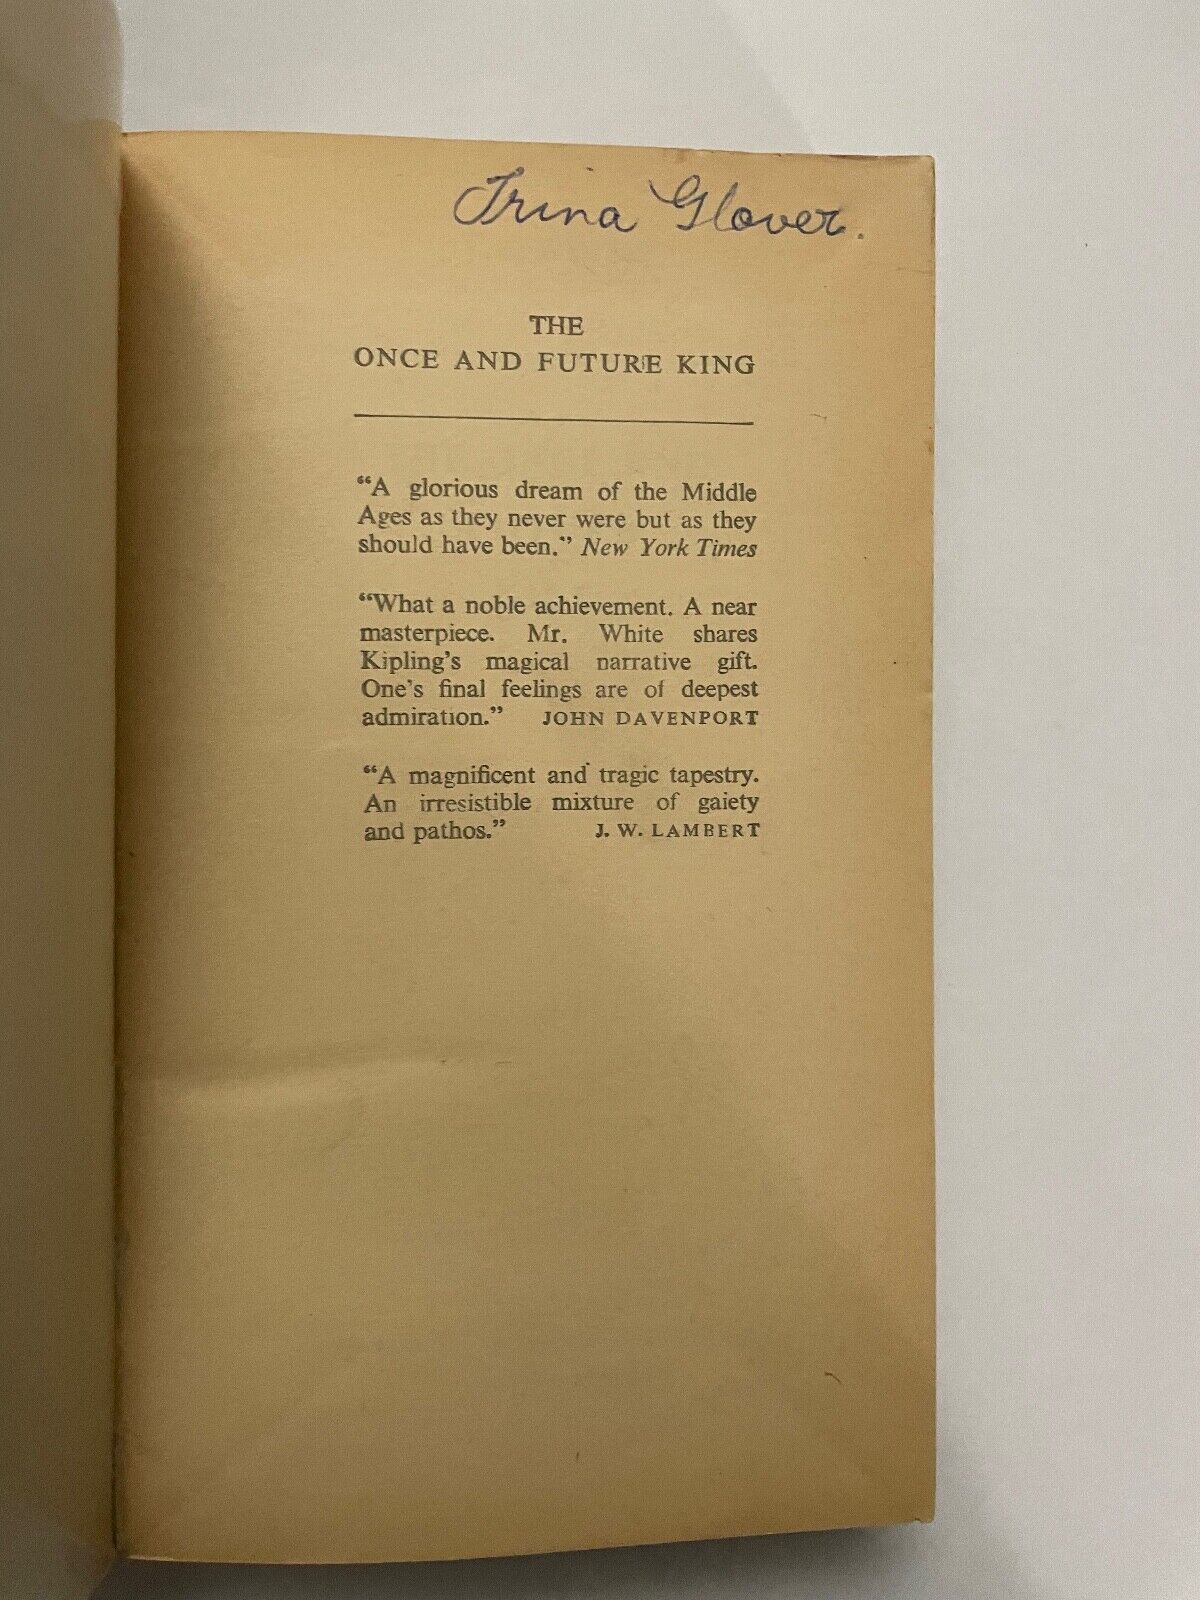 Trina Glover.
THE
ONCE AND FUTURE KING
“A glorious dream of the Middle
Ages as they never were but as they
should have been.” New York Times
“What a noble achievement. A near
masterpiece. Mr. White shares
Kipling’s magical narrative gift.
One’s final feelings are of deepest
admiration.” JOHN DAVENPORT
“A magnificent and tragic tapestry.
An irresistible mixture of gaiety
and pathos.” J. W. LAMBERT